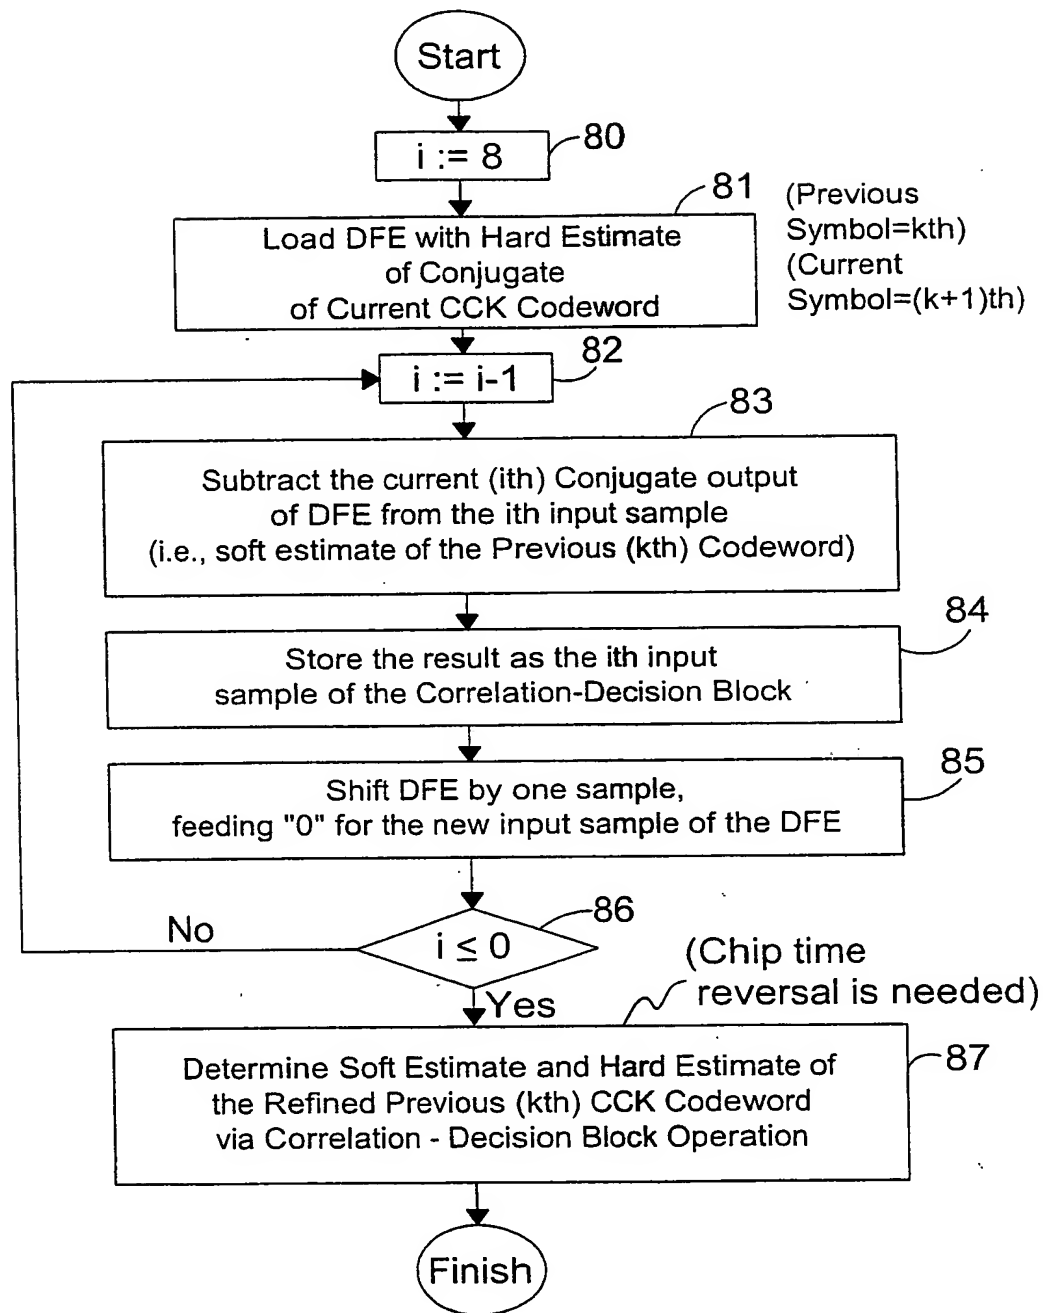 Start
80
i := 8
81
(Previous
Symbol=kth)
(Current
Symbol=(k+1)th)
Load DFE with Hard Estimate
of Conjugate
of Current CCK Codeword
82
i := i-1
83
Subtract the current (ith) Conjugate output
of DFE from the ith input sample
(i.e., soft estimate of the Previous (kth) Codeword)
84
Store the result as the ith input
sample of the Correlation-Decision Block
85
Shift DFE by one sample,
feeding "0" for the new input sample of the DFE
86
No
i ≤ 0
Yes
(Chip time
reversal is needed)
87
Determine Soft Estimate and Hard Estimate of
the Refined Previous (kth) CCK Codeword
via Correlation - Decision Block Operation
Finish